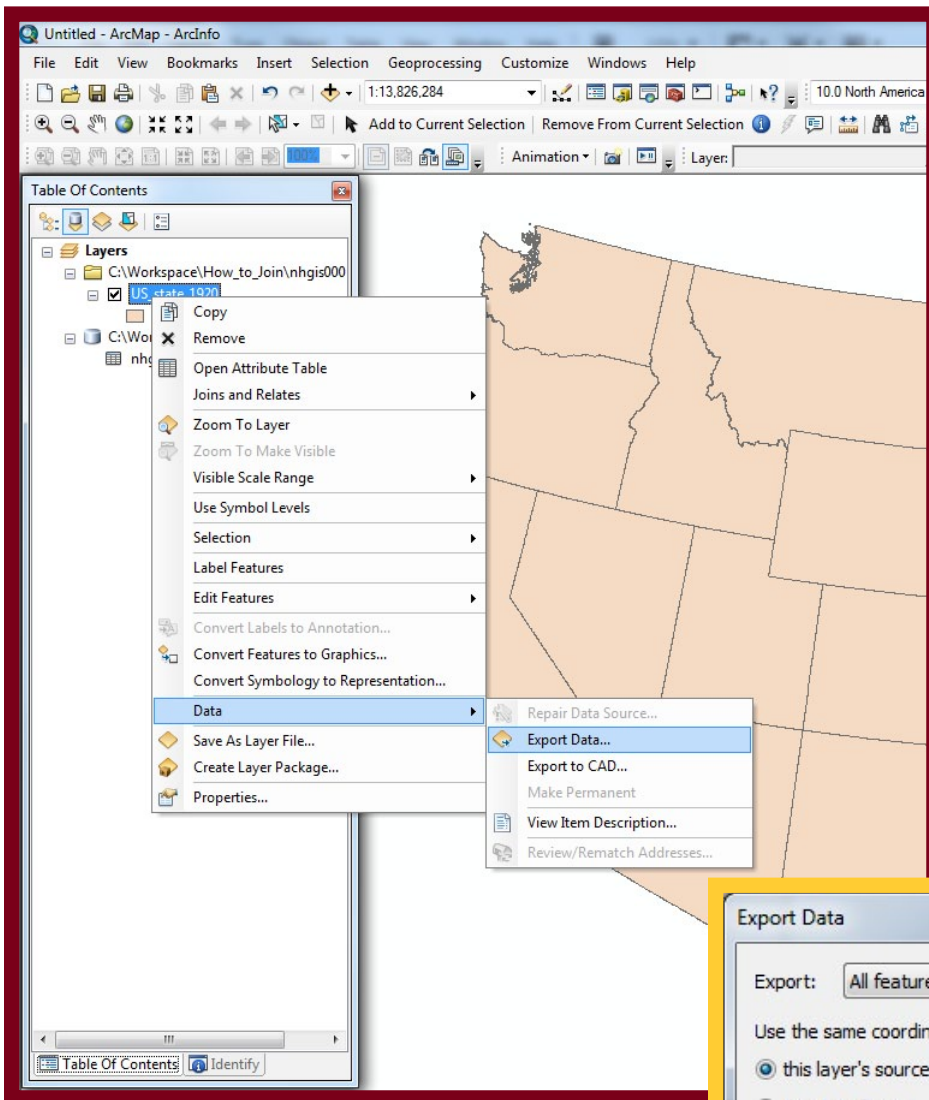 Untitled - ArcMap - ArcInfo
File Edit View Bookmarks Insert Selection Geoprocessing Customize Windows Help
1:13,826,284
10.0 North America
Add to Current Selection Remove From Current Selection
100%
Animation Layer:
Table Of Contents
Layers
C:\Workspace\How_to_Join\nhgis000
US_state_1920
C:\Wor
nhg
Copy
Remove
Open Attribute Table
Joins and Relates
Zoom To Layer
Zoom To Make Visible
Visible Scale Range
Use Symbol Levels
Selection
Label Features
Edit Features
Convert Labels to Annotation...
Convert Features to Graphics...
Convert Symbology to Representation...
Data
Save As Layer File...
Create Layer Package...
Properties...
Repair Data Source...
Export Data...
Export to CAD...
Make Permanent
View Item Description...
Review/Rematch Addresses...
Table Of Contents Identify
Export Data
Export: All feature
Use the same coordin
this layer's source